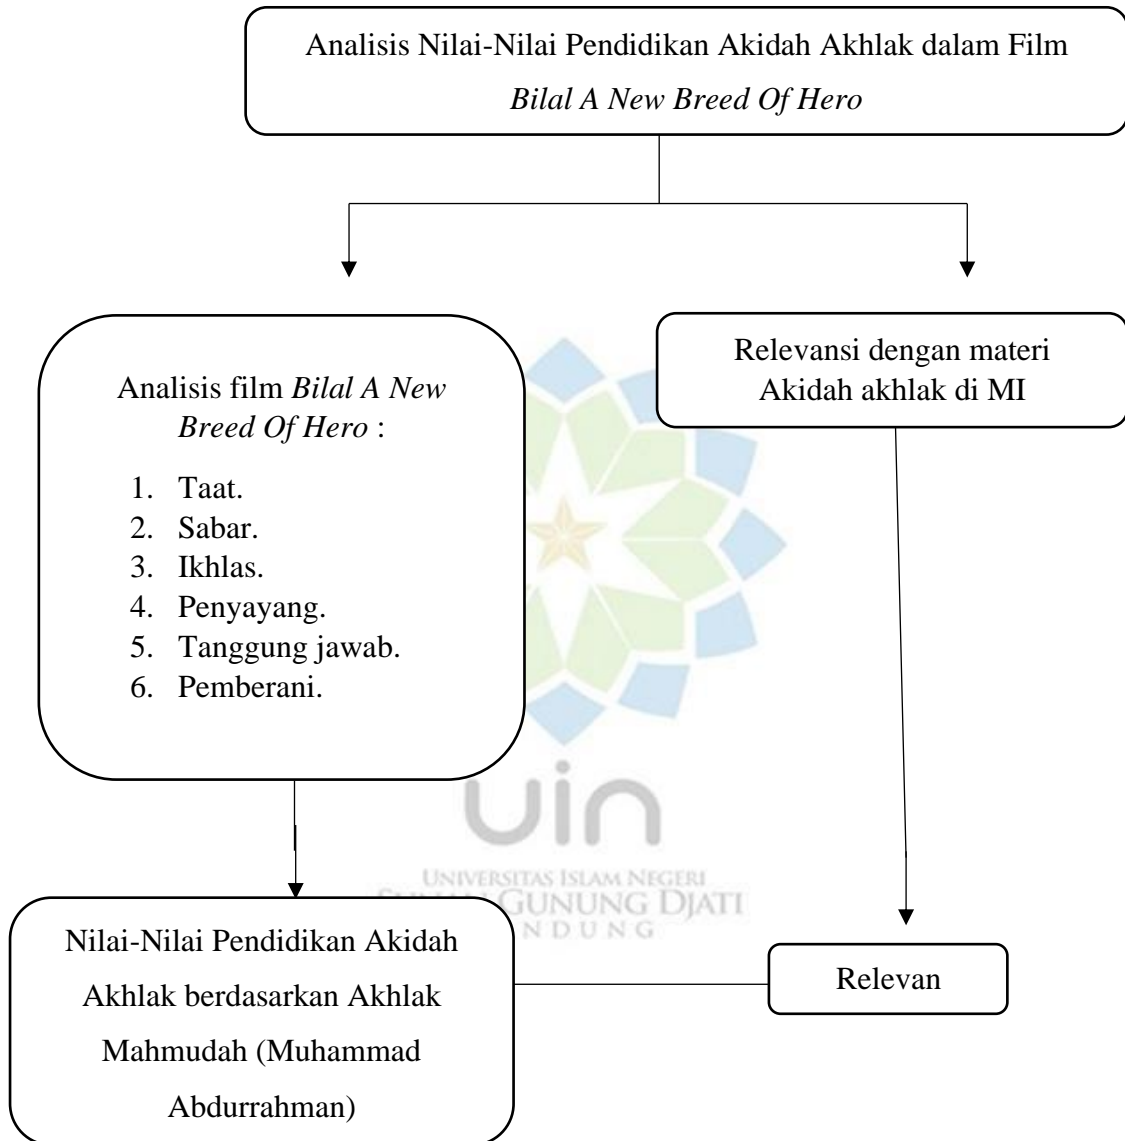 Analisis Nilai-Nilai Pendidikan Akidah Akhlak dalam Film
Bilal A New Breed Of Hero
Relevansi dengan materi
Akidah akhlak di MI
Analisis film Bilal A New
Breed Of Hero :
1. Taat.
2. Sabar.
3. Ikhlas.
4. Penyayang.
5. Tanggung jawab.
6. Pemberani.
uin
UNIVERSITAS ISLAM NEGERI
GUNUNG DJATI
NDUNG
Nilai-Nilai Pendidikan Akidah
Akhlak berdasarkan Akhlak
Mahmudah (Muhammad
Abdurrahman)
Relevan